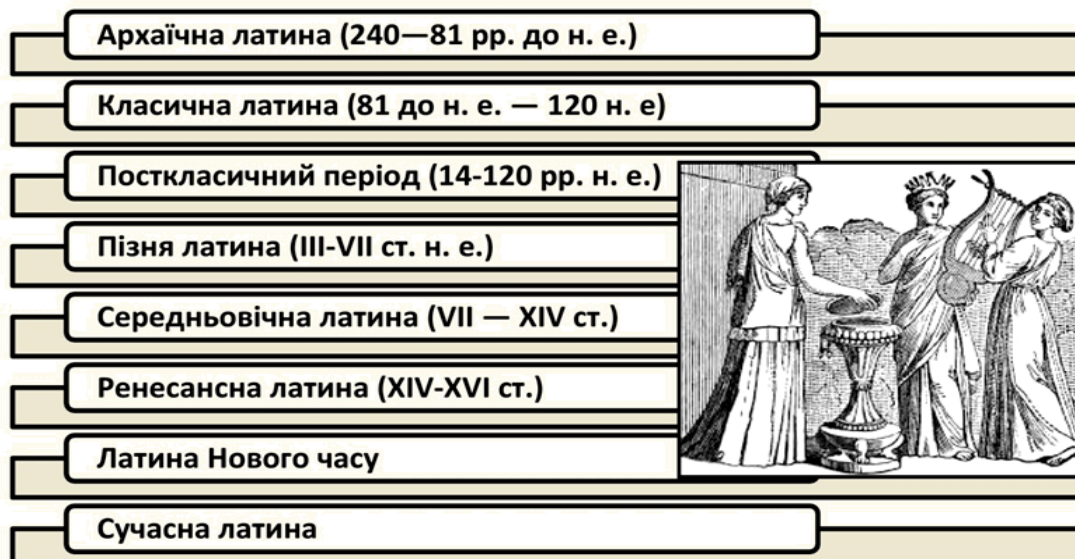 Архаїчна латина (240—81 рр. до н. е.)
Класична латина (81 до н. е. — 120 н. е)
Посткласичний період (14-120 рр. н. е.)
Пізня латина (III-VII ст. н. е.)
Середньовічна латина (VII — XIV ст.)
Ренесансна латина (XIV-XVI ст.)
Латина Нового часу
Сучасна латина